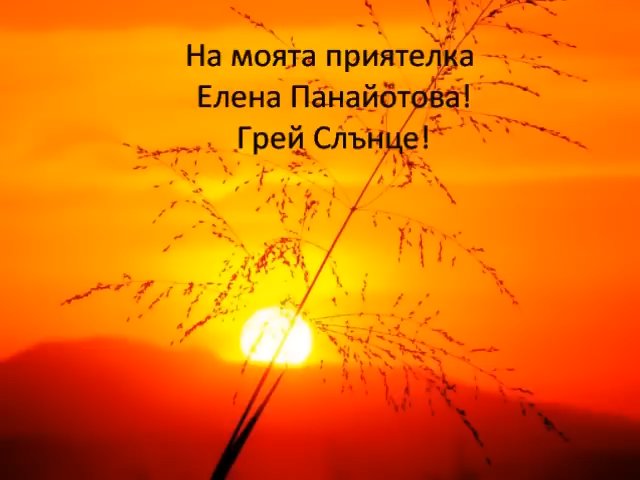 На моята приятелка
Елена Панайотова!
Грей Слънце!